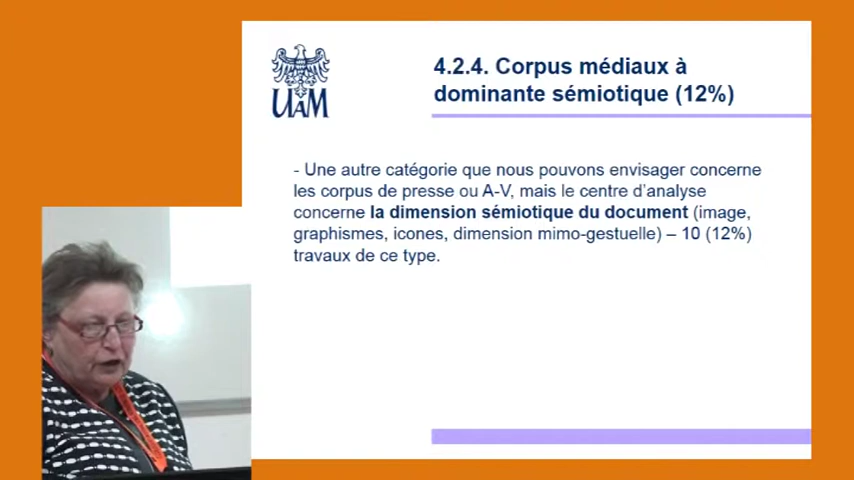 UAM
4.2.4. Corpus médiaux à
dominante sémiotique (12%)
- Une autre catégorie que nous pouvons envisager concerne
les corpus de presse ou A-V, mais le centre d'analyse
concerne la dimension sémiotique du document (image,
graphismes, icones, dimension mimo-gestuelle) – 10 (12%)
travaux de ce type.